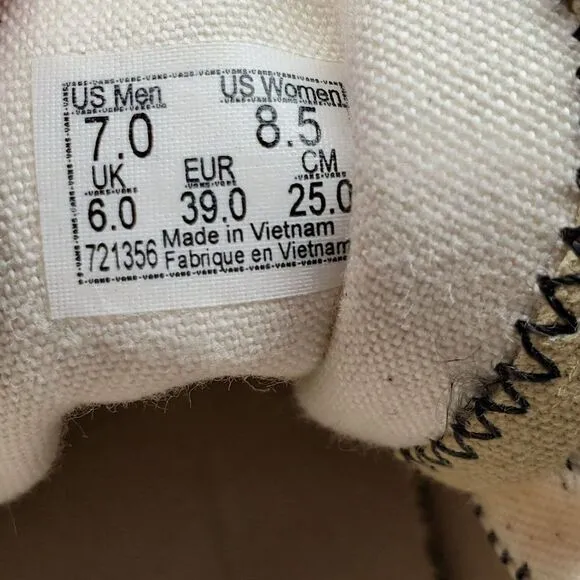 US Men US Women
7.0 8.5
UK EUR CM
6.0 39.0 25.0
721356 Made in Vietnam
Fabrique en Vietnam